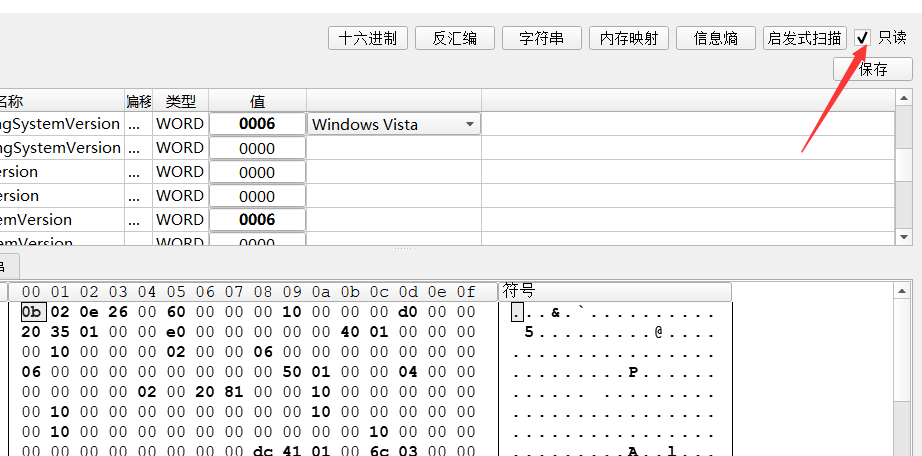 十六进制 反汇编 字符串 内存映射 信息熵 启发式扫描 只读
保存
名称 偏移 类型 值
ngSystemVersion ... WORD 0006 Windows Vista
ngSystemVersion ... WORD 0000
ersion ... WORD 0000
ersion ... WORD 0000
emVersion ... WORD 0006
emVersion WORD 0000
00 01 02 03 04 05 06 07 08 09 0a 0b 0c 0d 0e 0f 符号
0b 02 0e 26 00 60 00 00 00 10 00 00 00 d0 00 00 ...&.`..........
20 35 01 00 00 e0 00 00 00 00 00 40 01 00 00 00 5.........@....
00 10 00 00 00 02 00 00 06 00 00 00 00 00 00 00 ................
06 00 00 00 00 00 00 00 00 50 01 00 00 04 00 00 .........P......
00 00 00 00 02 00 20 81 00 00 10 00 00 00 00 00 ...... .........
00 10 00 00 00 00 00 00 00 00 10 00 00 00 00 00 ................
00 10 00 00 00 00 00 00 00 00 00 00 10 00 00 00 ................
00 00 00 00 00 00 00 00 dc 41 01 00 6c 03 00 00 .........A..l...